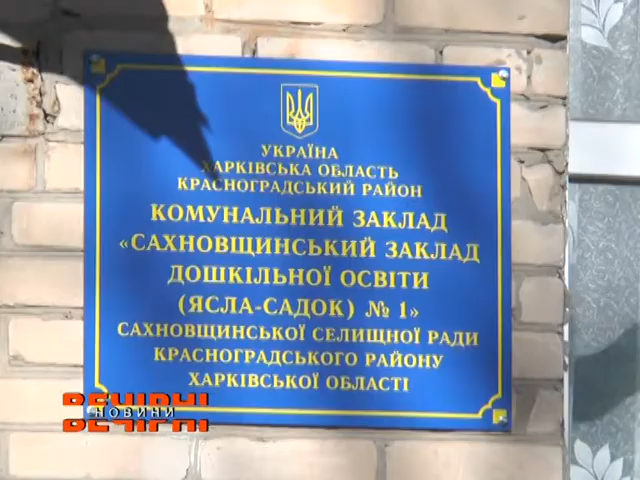 УКРАЇНА
ХАРКІВСЬКА ОБЛАСТЬ
КРАСНОГРАДСЬКИЙ РАЙОН
КОМУНАЛЬНИЙ ЗАКЛАД
«САХНОВЩИНСЬКИЙ ЗАКЛАД
ДОШКІЛЬНОЇ ОСВІТИ
(ЯСЛА-САДОК) № 1»
САХНОВЩИНСЬКОЇ СЕЛИЩНОЇ РАДИ
КРАСНОГРАДСЬКОГО РАЙОНУ
ХАРКІВСЬКОЇ ОБЛАСТІ
ВЕЧІРНІ
НОВИНИ
ВЕЧІРНІ